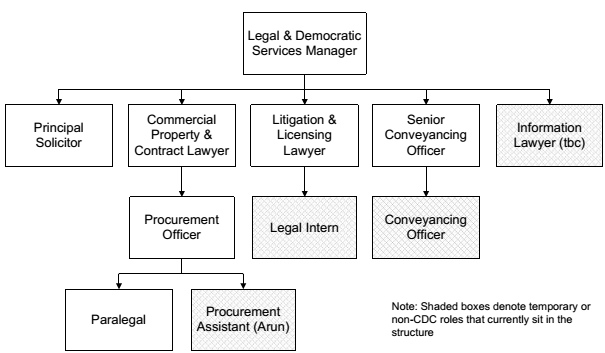 Legal & Democratic
Services Manager
Principal
Solicitor
Commercial
Property &
Contract Lawyer
Litigation &
Licensing
Lawyer
Senior
Conveyancing
Officer
Information
Lawyer (tbc)
Procurement
Officer
Legal Intern
Conveyancing
Officer
Paralegal
Procurement
Assistant (Arun)
Note: Shaded boxes denote temporary or
non-CDC roles that currently sit in the
structure